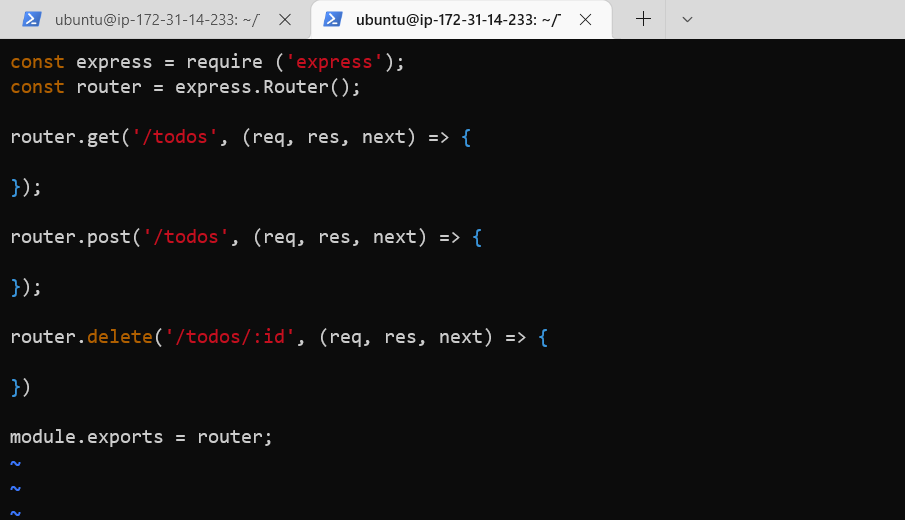 ubuntu@ip-172-31-14-233: ~/
ubuntu@ip-172-31-14-233: ~/
const express = require ('express');
const router = express.Router();
router.get('/todos', (req, res, next) => {
});
router.post('/todos', (req, res, next) => {
});
router.delete('/todos/:id', (req, res, next) => {
})
module.exports = router;
~
~
~